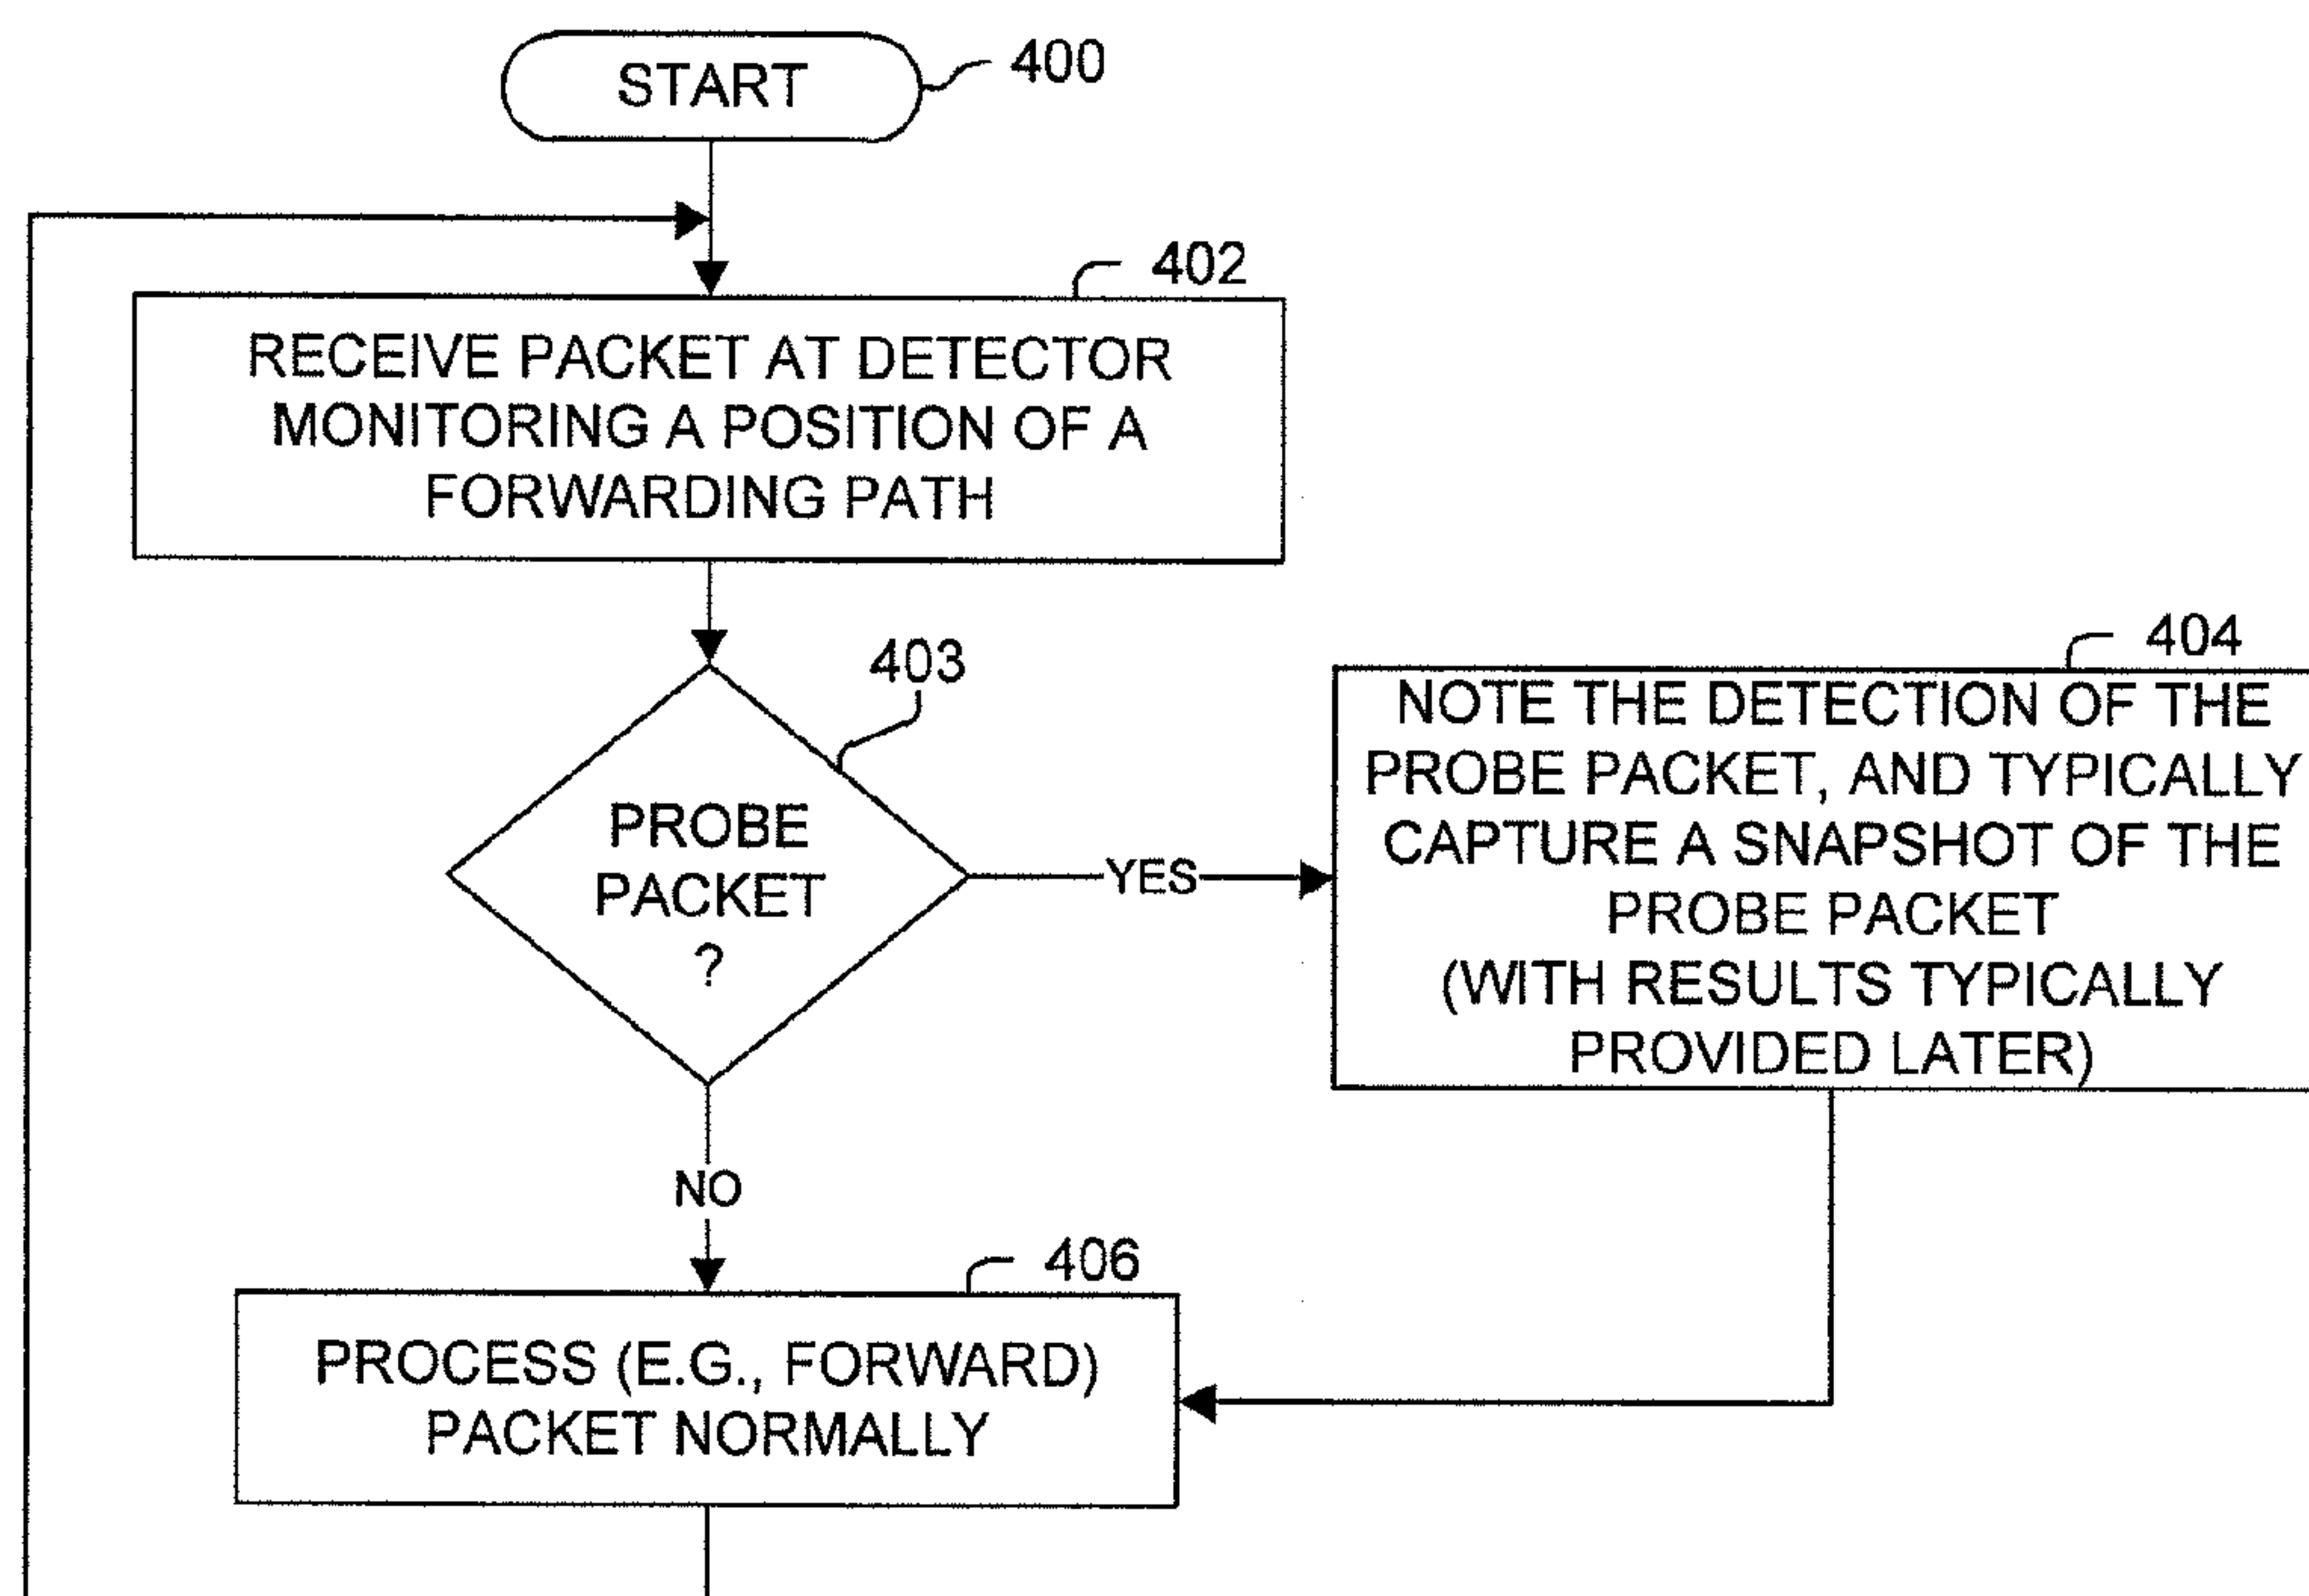 START
400
402
RECEIVE PACKET AT DETECTOR
MONITORING A POSITION OF A
FORWARDING PATH
403
PROBE
PACKET
?
YES
404
NOTE THE DETECTION OF THE
PROBE PACKET, AND TYPICALLY
CAPTURE A SNAPSHOT OF THE
PROBE PACKET
(WITH RESULTS TYPICALLY
PROVIDED LATER)
NO
406
PROCESS (E.G., FORWARD)
PACKET NORMALLY